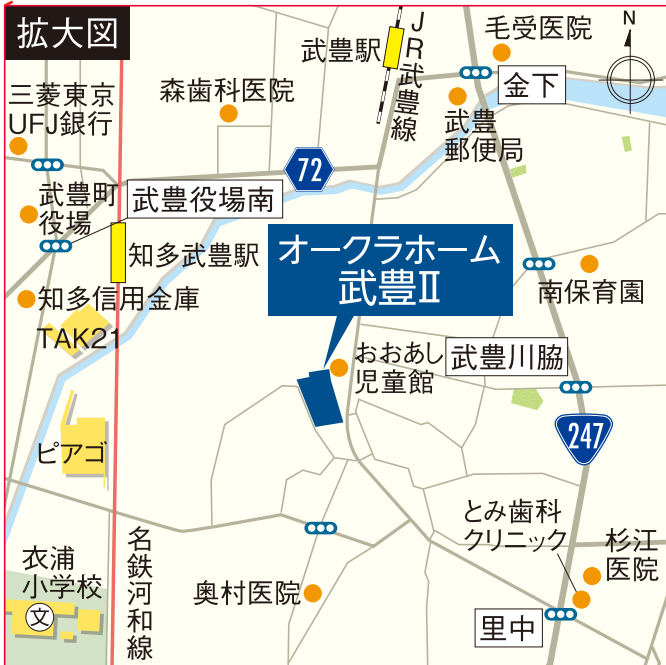 拡大図
武豊駅
JR武豊線
毛受医院
N
金下
三菱東京
UFJ銀行
森歯科医院
武豊
郵便局
72
武豊町
役場
武豊役場南
知多武豊駅
オークラホーム
武豊Ⅱ
南保育園
知多信用金庫
TAK21
おおあし
児童館
武豊川脇
247
ピアゴ
とみ歯科
クリニック
杉江
医院
衣浦
小学校
文
名鉄河和線
奥村医院
里中